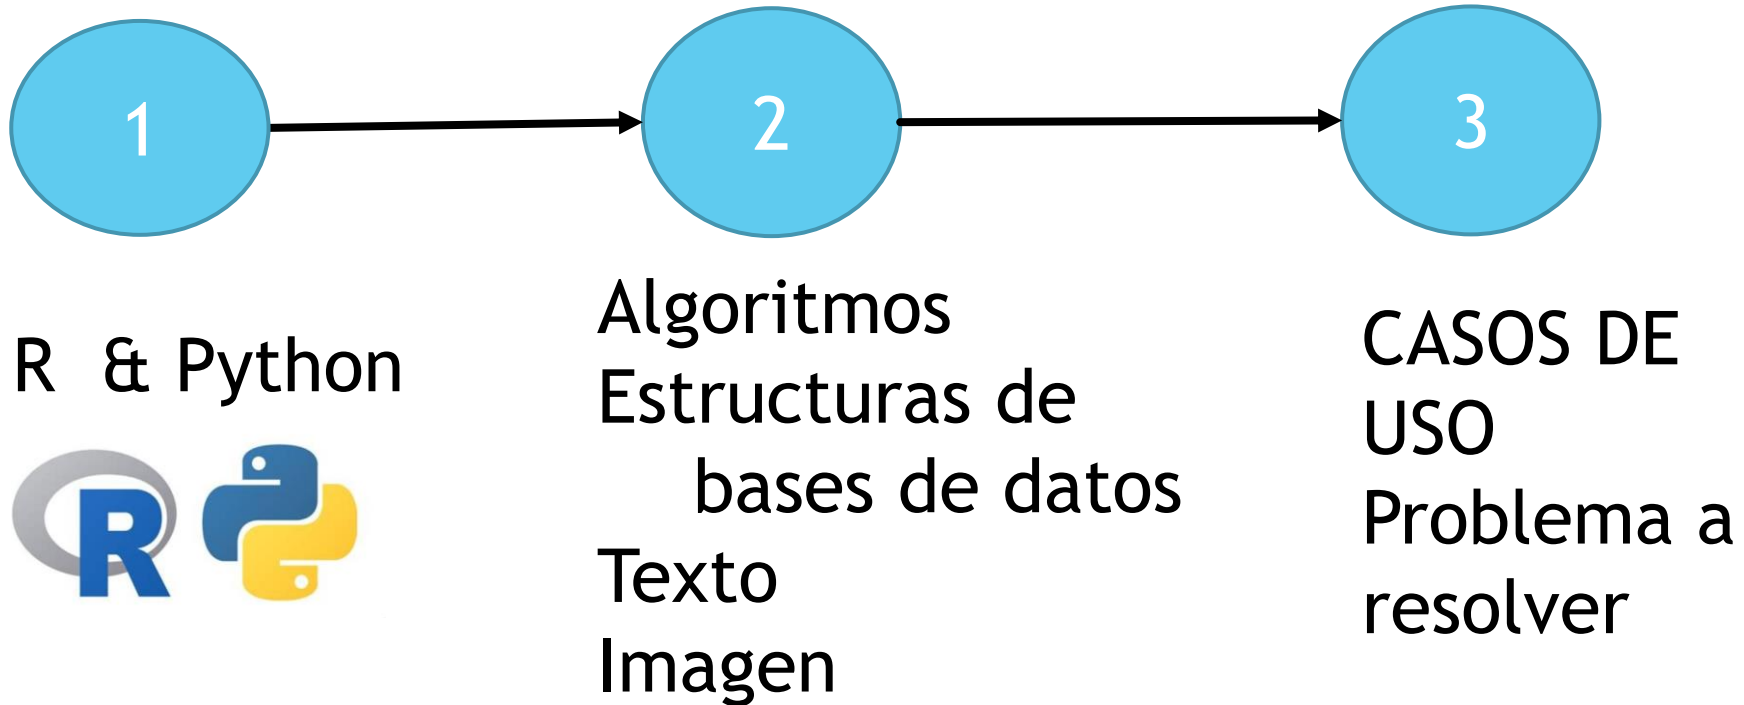 1
2
3
R & Python
R
Algoritmos
Estructuras de
bases de datos
Texto
Imagen
CASOS DE
USO
Problema a
resolver